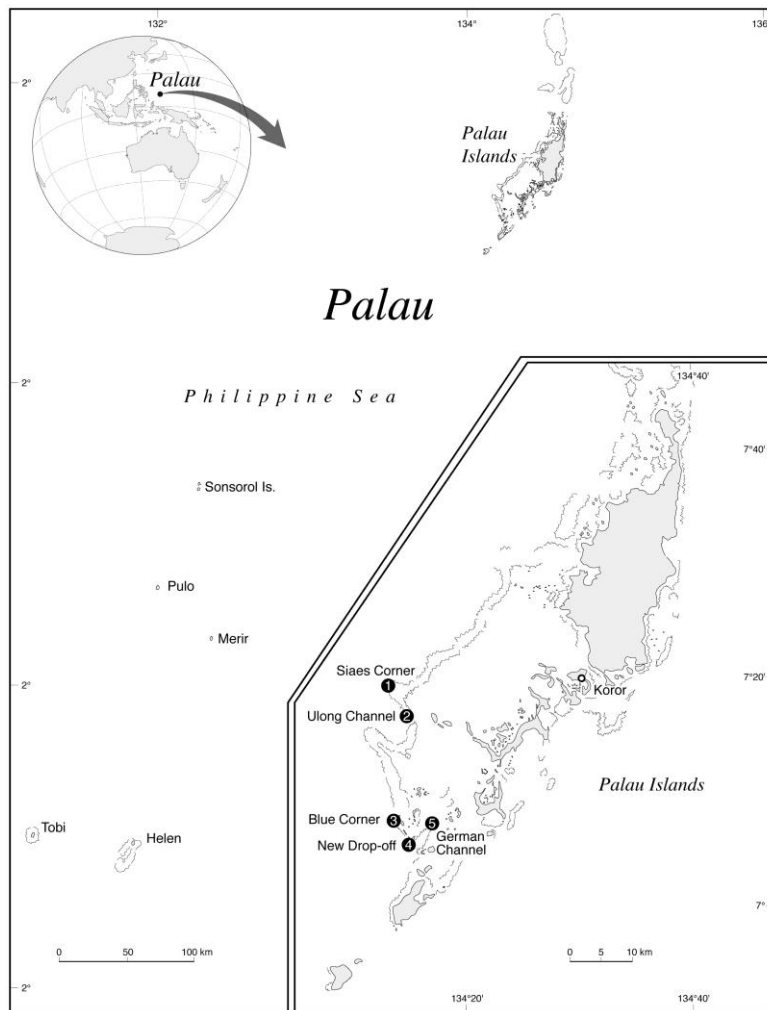 132°
134°
136
2°
Palau
Palau
Islands
Palau
2°
Philippine Sea
134°40'
7°40'
Sonsorol Is.
Pulo
Merir
Siaes Corner
2°
1
7°20'
Koror
Ulong Channel
2
Palau Islands
Blue Corner
3
5
Tobi
Helen
New Drop-off
4
German
Channel
7°
0 50 100 km
0 5 10 km
2°
134°20'
134°40'